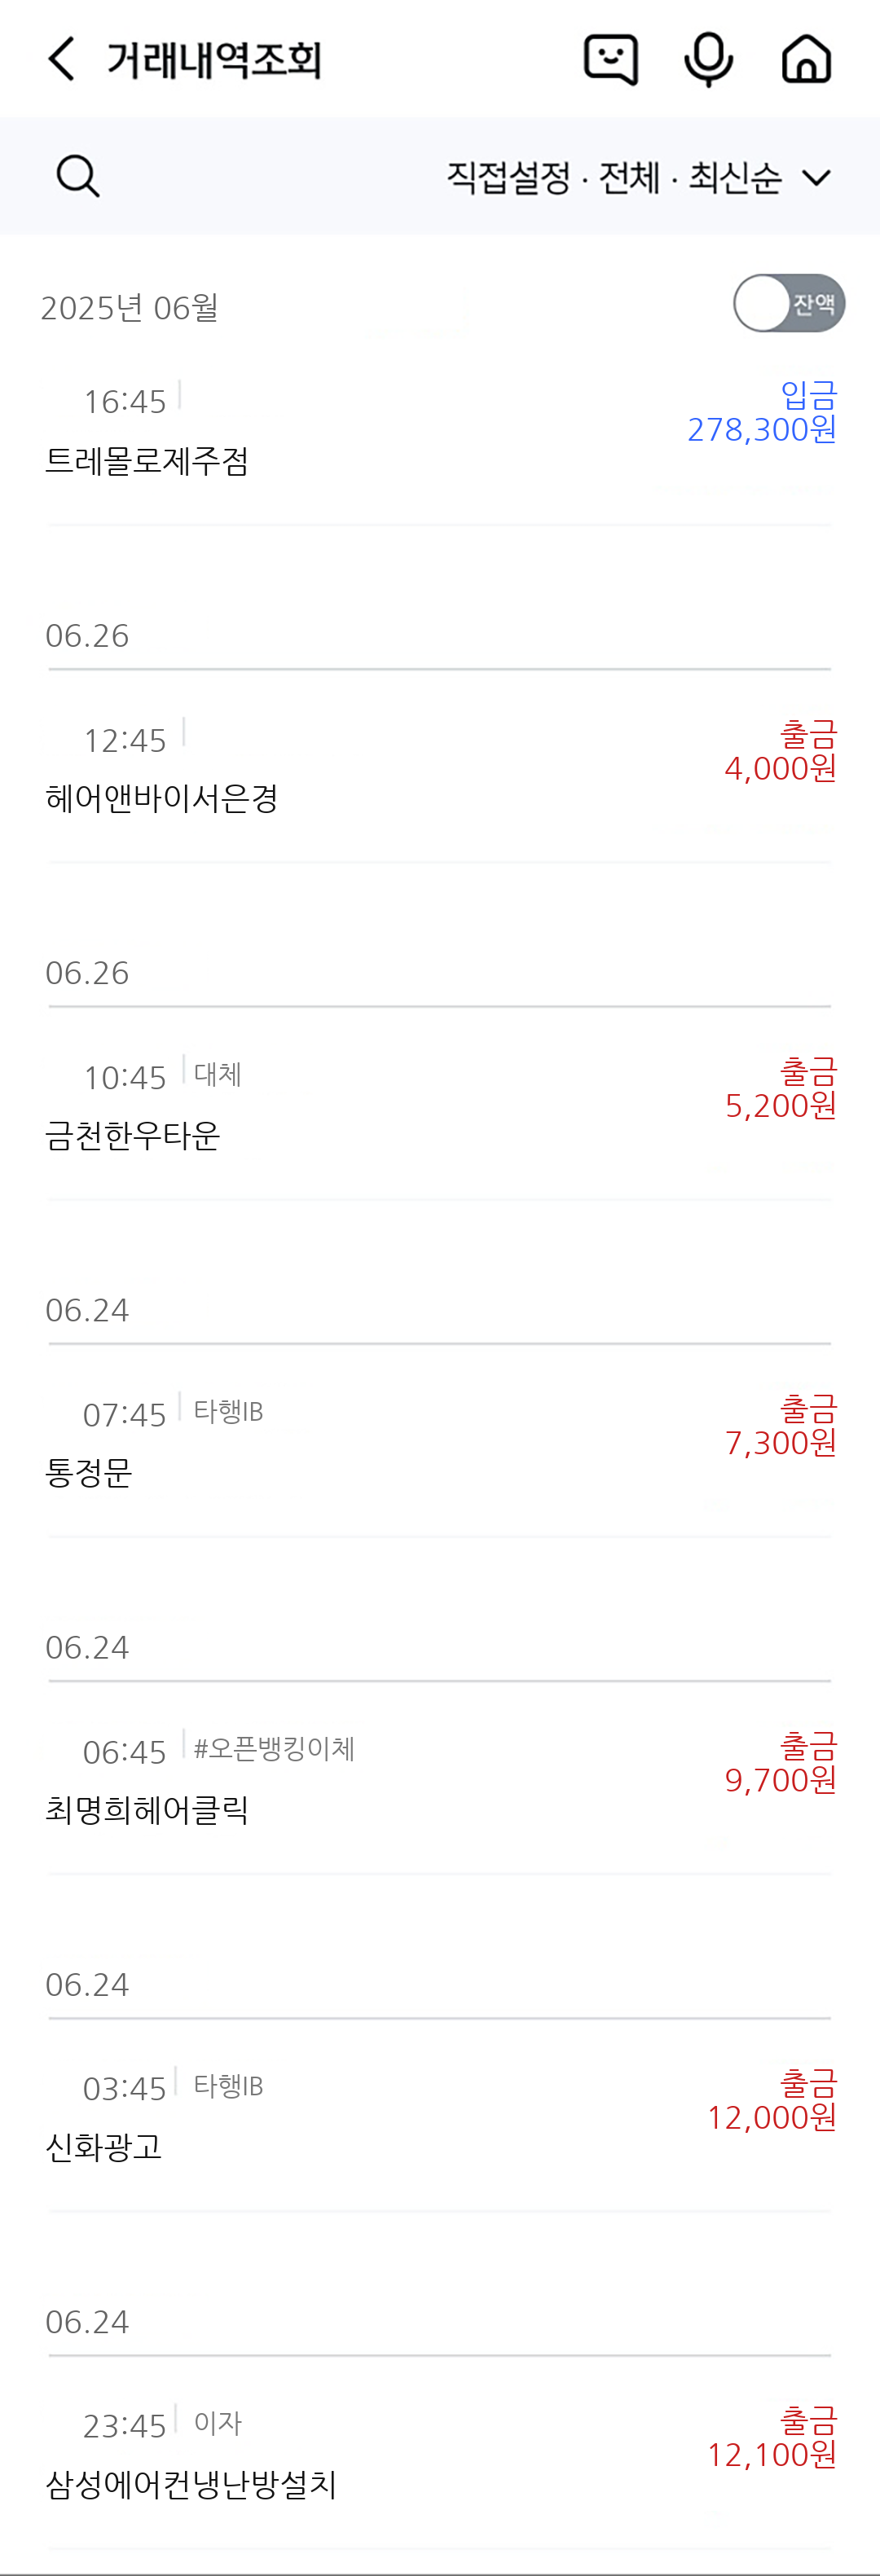 거래내역조회
직접설정 · 전체 · 최신순
2025년 06월
잔액
16:45
입금
278,300원
트레몰로제주점
06.26
12:45
출금
4,000원
헤어앤바이서은경
06.26
10:45 대체
출금
5,200원
금천한우타운
06.24
07:45 타행IB
출금
7,300원
통정문
06.24
06:45 #오픈뱅킹이체
출금
9,700원
최명희헤어클릭
06.24
03:45 타행IB
출금
12,000원
신화광고
06.24
23:45 이자
출금
12,100원
삼성에어컨냉난방설치